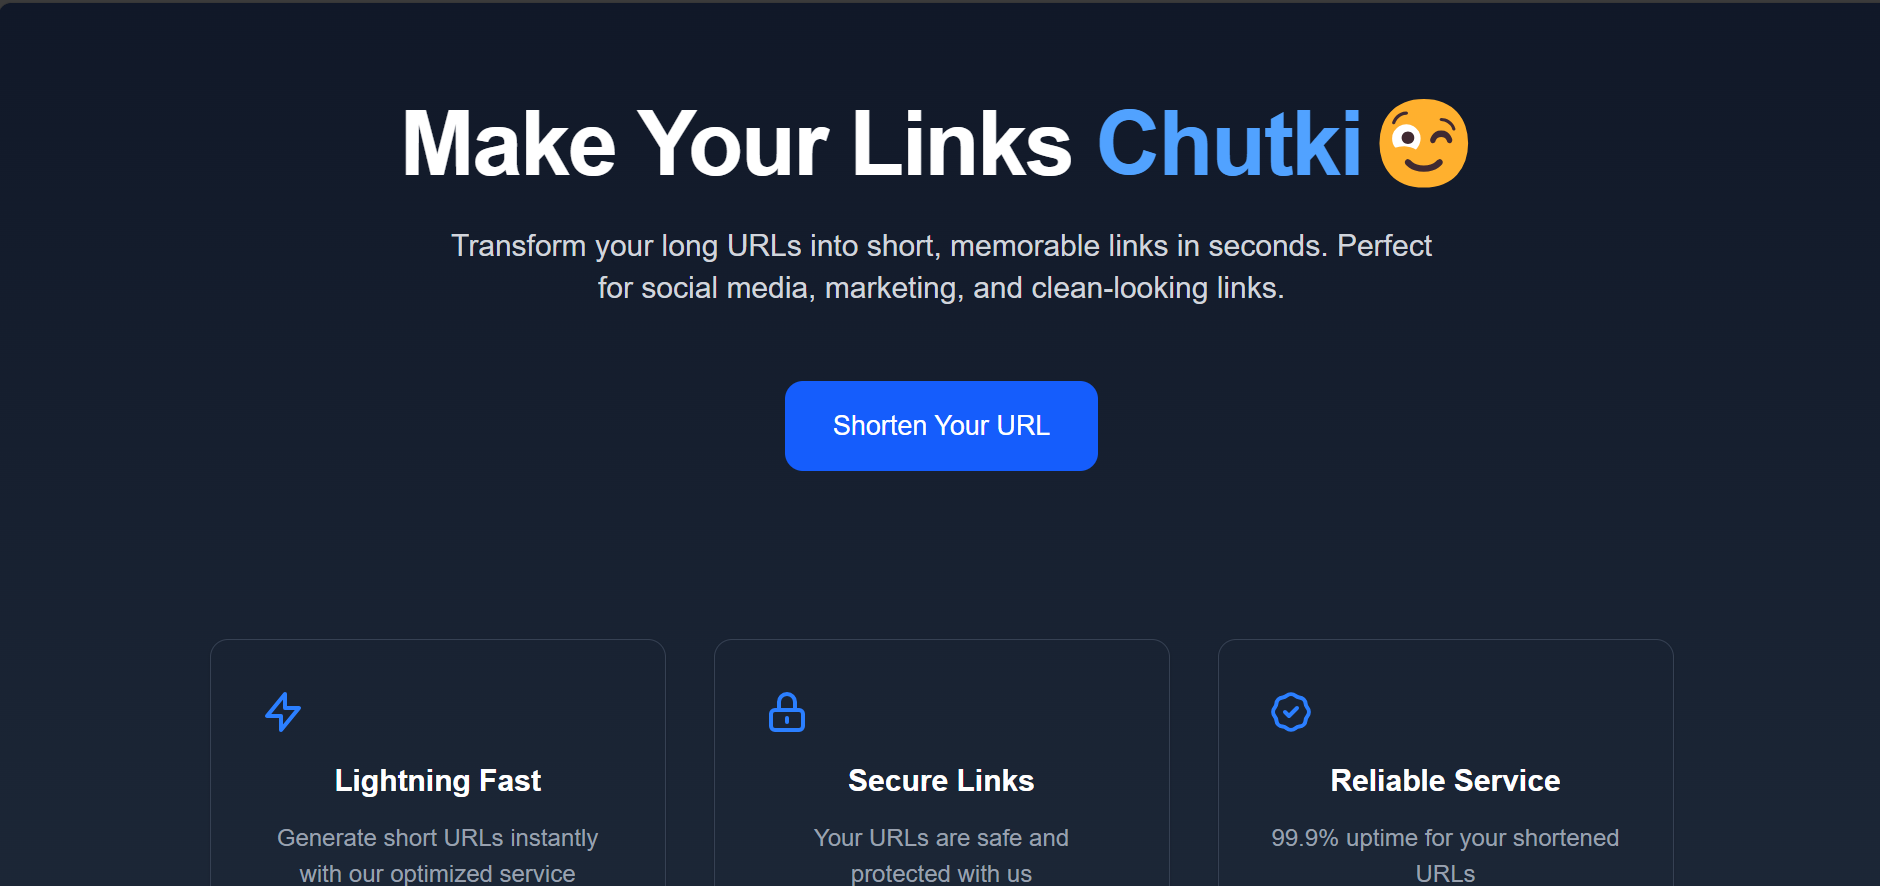 Make Your Links Chutki😉
Transform your long URLs into short, memorable links in seconds. Perfect
for social media, marketing, and clean-looking links.
Shorten Your URL
Lightning Fast
Generate short URLs instantly
with our optimized service
Secure Links
Your URLs are safe and
protected with us
Reliable Service
99.9% uptime for your shortened
URLs